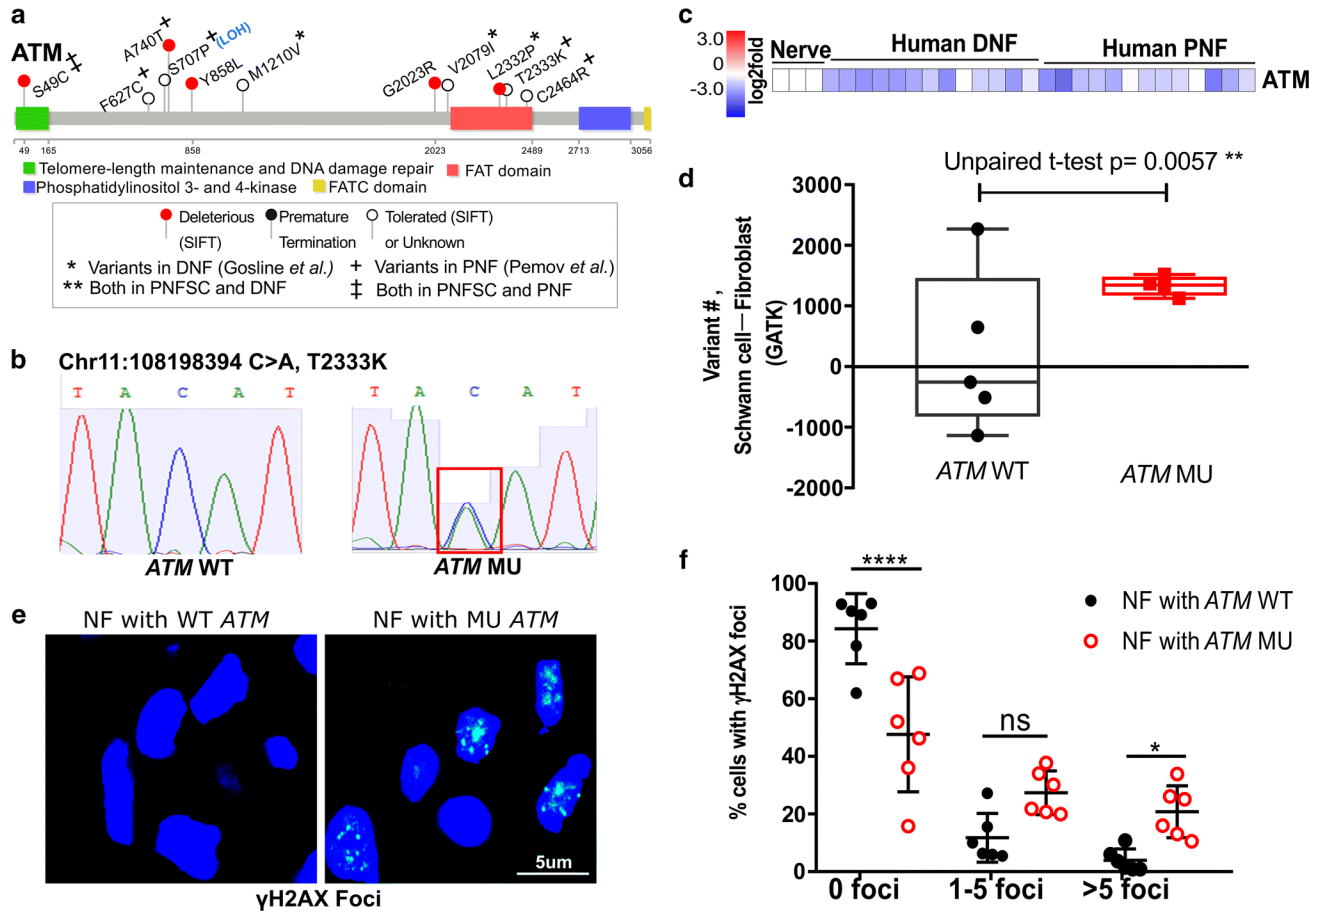 a
ATM
S49C ‡
F627C +
A740T +
S707P + (LOH)
Y858L
M1210V *
G2023R
V2079I *
L2332P *
T2333K +
C2464R +
49 165 858 2023 2489 2713 3056
Telomere-length maintenance and DNA damage repair
FAT domain
Phosphatidylinositol 3- and 4-kinase
FATC domain
Deleterious (SIFT)
Premature Termination
Tolerated (SIFT) or Unknown
* Variants in DNF (Gosline et al.)
+ Variants in PNF (Pemov et al.)
** Both in PNFSC and DNF
‡ Both in PNFSC and PNF
b
Chr11:108198394 C>A, T2333K
T A C A T
T A C A T
ATM WT
ATM MU
c
3.0
0
-3.0
log2fold
Nerve
Human DNF
Human PNF
ATM
d
Unpaired t-test p= 0.0057 **
Variant # ,
Schwann cell—Fibroblast
(GATK)
3000
2000
1000
0
-1000
-2000
ATM WT
ATM MU
e
NF with WT ATM
NF with MU ATM
5um
γH2AX Foci
f
% cells with γH2AX foci
100
80
60
40
20
0
****
ns
*
NF with ATM WT
NF with ATM MU
0 foci
1-5 foci
>5 foci